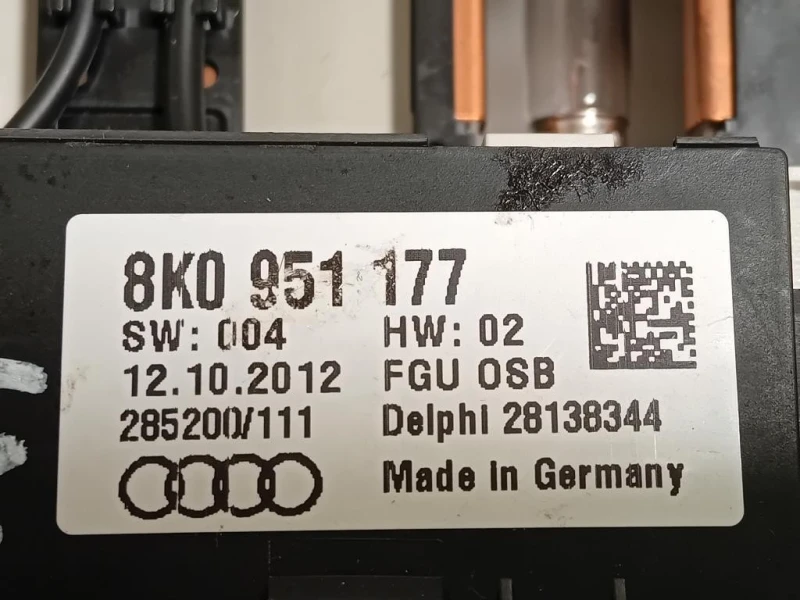 8K0 951 177
SW: 004 HW: 02
12.10.2012 FGU OSB
285200/111 Delphi 28138344
Made in Germany